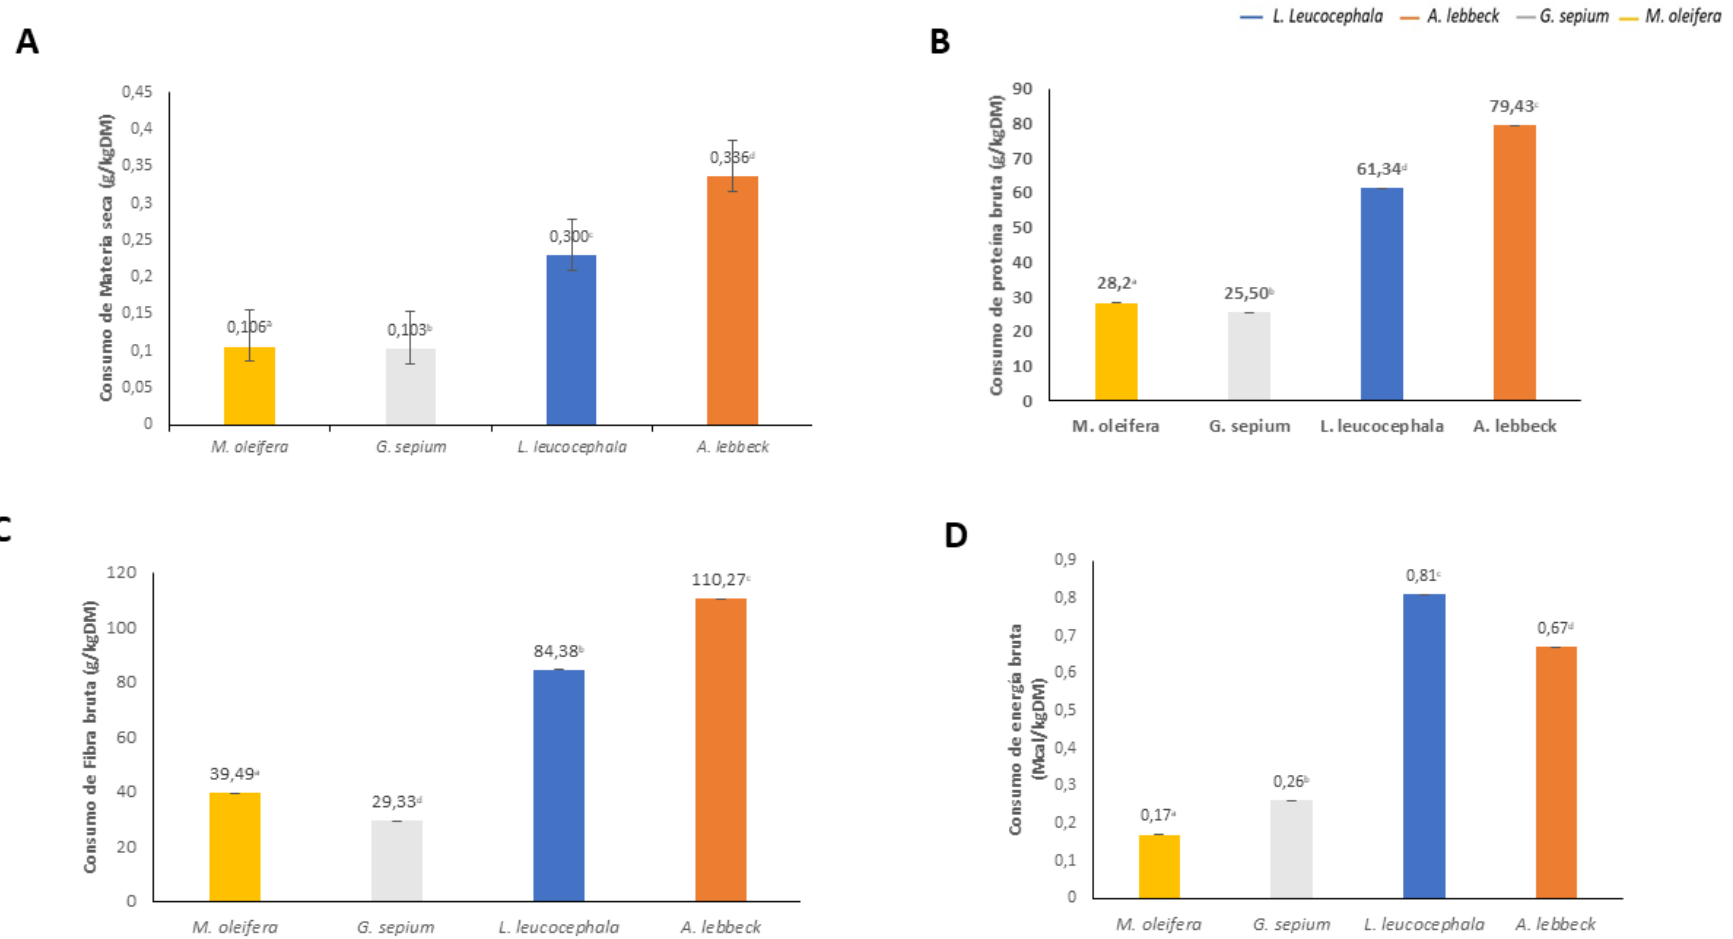 L. Leucocephala A. lebbeck G. sepium M. oleifera
A
Consumo de Materia seca (g/kgDM)
0,45
0,4
0,35
0,3
0,25
0,2
0,15
0,1
0,05
0
0,106ᵃ
0,103ᵇ
0,300ᶜ
0,336ᵈ
M. oleifera G. sepium L. leucocephala A. lebbeck
B
Consumo de proteína bruta (g/kgDM)
90
80
70
60
50
40
30
20
10
0
28,2ᵃ
25,50ᵇ
61,34ᵈ
79,43ᶜ
M. oleifera G. sepium L. leucocephala A. lebbeck
C
Consumo de Fibra bruta (g/kgDM)
120
100
80
60
40
20
0
39,49ᵃ
29,33ᵈ
84,38ᵇ
110,27ᶜ
M. oleifera G. sepium L. leucocephala A. lebbeck
D
Consumo de energía bruta
(Mcal/kgDM)
0,9
0,8
0,7
0,6
0,5
0,4
0,3
0,2
0,1
0
0,17ᵃ
0,26ᵇ
0,81ᶜ
0,67ᵈ
M. oleifera G. sepium L. leucocephala A. lebbeck